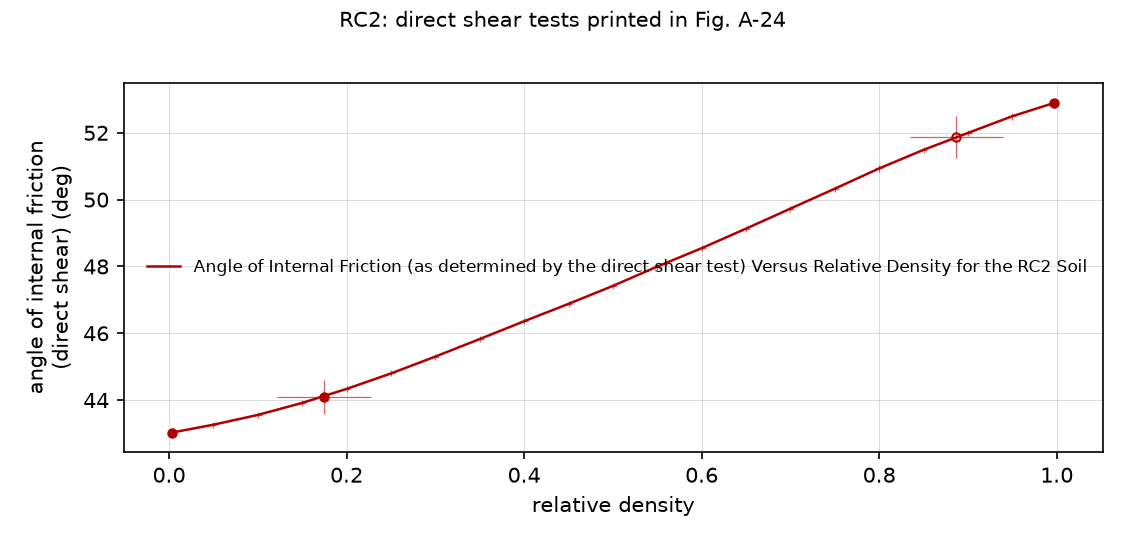 RC2: direct shear tests printed in Fig. A-24
angle of internal friction
(direct shear) (deg)
52
50
48
46
44
Angle of Internal Friction (as determined by the direct shear test) Versus Relative Density for the RC2 Soil
0.0 0.2 0.4 0.6 0.8 1.0
relative density